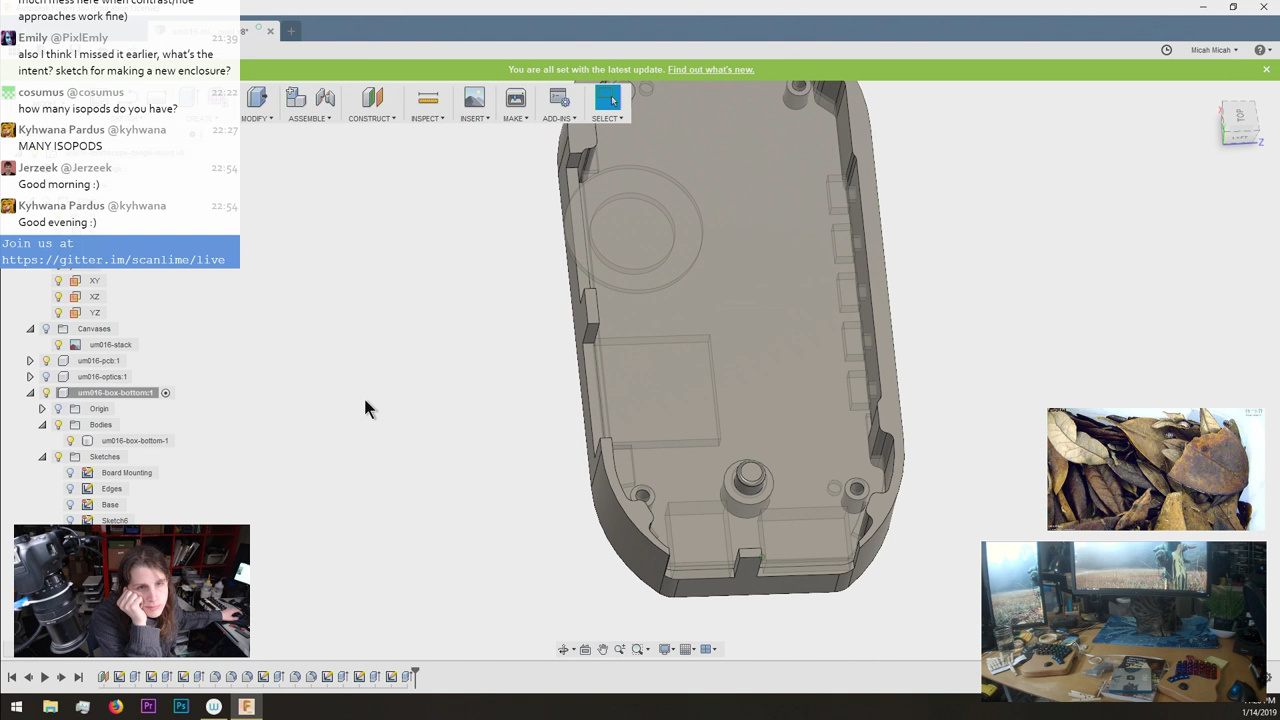 much mess here when contrast/hue
approaches work fine)
Emily @PixlEmly 21:39
also I think I missed it earlier, what's the
intent? sketch for making a new enclosure?
cosumus @cosumus 22:22
how many isopods do you have?
Kyhwana Pardus @kyhwana 22:27
MANY ISOPODS
Jerzeek @Jerzeek 22:54
Good morning :)
Kyhwana Pardus @kyhwana 22:54
Good evening :)
Join us at
https://gitter.im/scanlime/live
Micah Micah
You are all set with the latest update. Find out what's new.
MODIFY ASSEMBLE CONSTRUCT INSPECT INSERT MAKE ADD-INS SELECT
TOP
X
Z
XY
XZ
YZ
Canvases
um016-stack
um016-pcb:1
um016-optics:1
um016-box-bottom:1
Origin
Bodies
um016-box-bottom-1
Sketches
Board Mounting
Edges
Base
Sketch6
Pr
Ps
W
F
1/14/2019